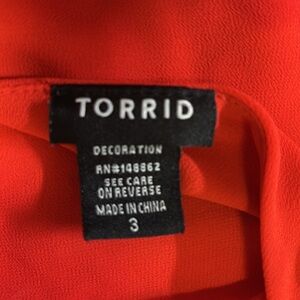 TORRID
DECORATION
RN#148862
SEE CARE
ON REVERSE
MADE IN CHINA
3